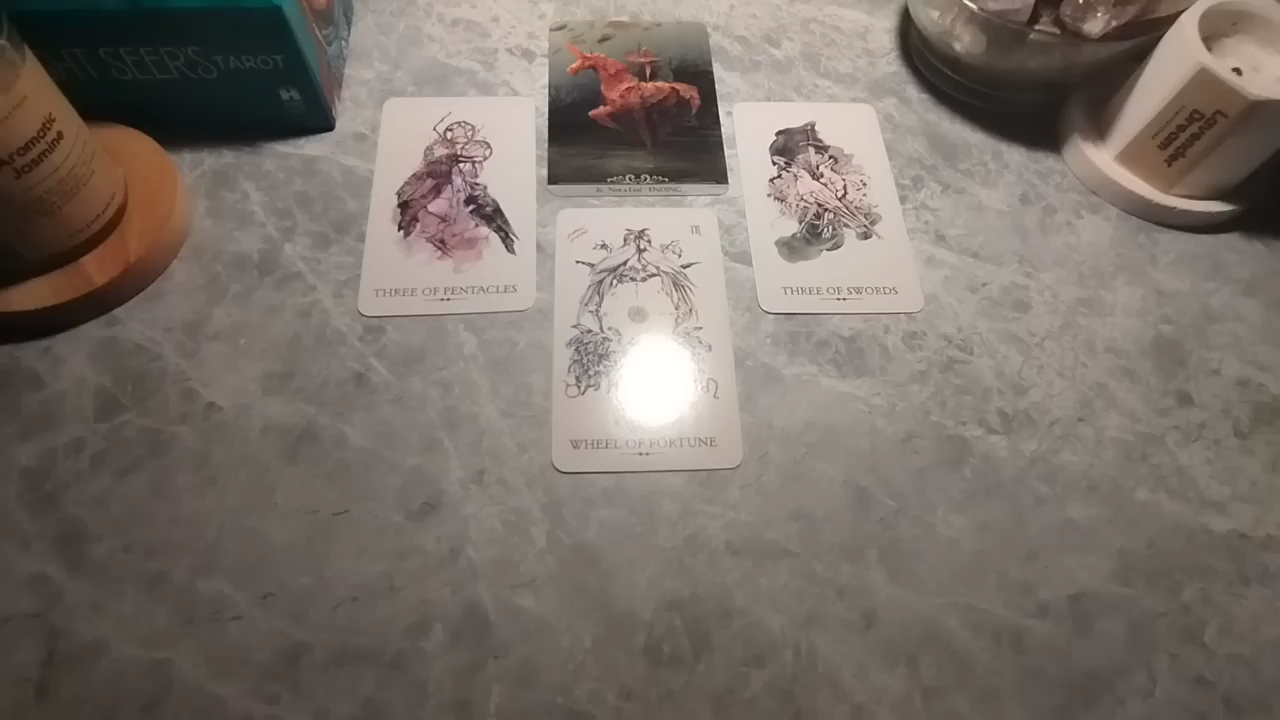 HT SEER'S TAROT
Aromatic
Jasmine
Lavender
Dream
ENDING
THREE OF PENTACLES
THREE OF SWORDS
WHEEL OF FORTUNE